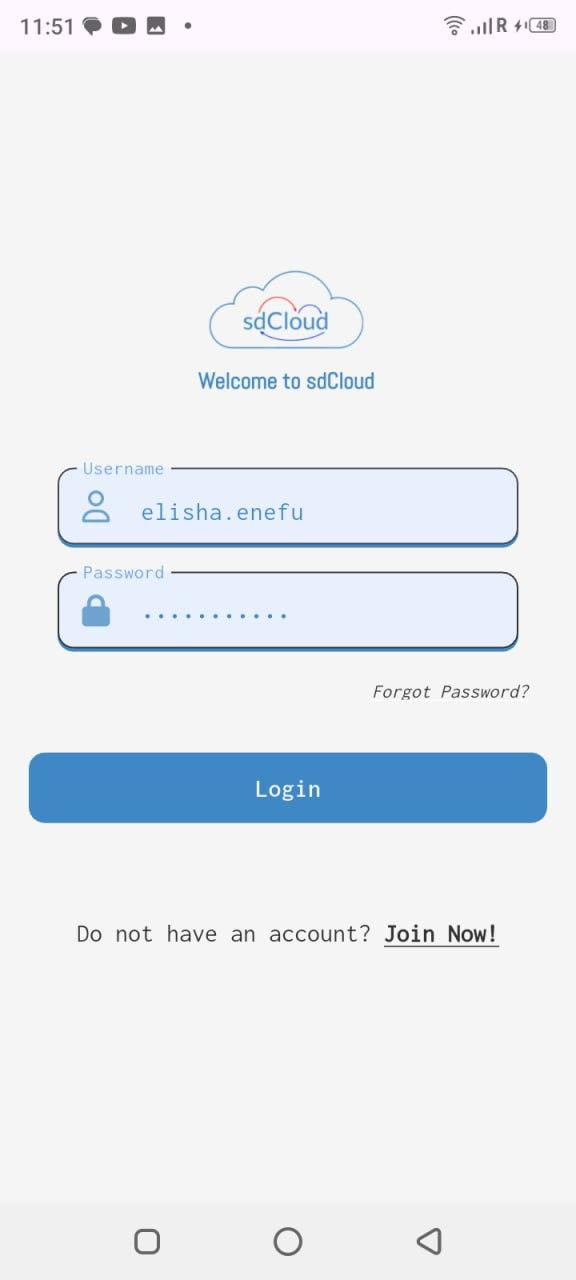 11:51 R 48
sdCloud
Welcome to sdCloud
Username
elisha.enefu
Password
...........
Forgot Password?
Login
Do not have an account? Join Now!